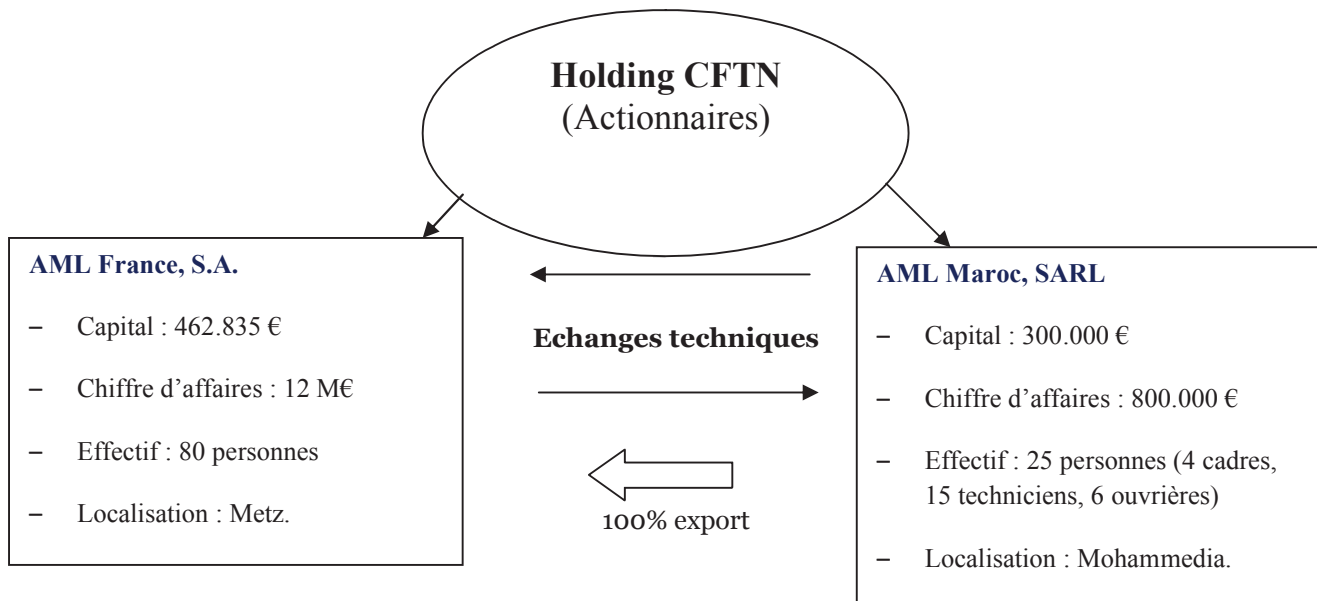 Holding CFTN
(Actionnaires)
AML France, S.A.
– Capital : 462.835 €
– Chiffre d’affaires : 12 M€
– Effectif : 80 personnes
– Localisation : Metz.
Echanges techniques
100% export
AML Maroc, SARL
– Capital : 300.000 €
– Chiffre d’affaires : 800.000 €
– Effectif : 25 personnes (4 cadres,
15 techniciens, 6 ouvrières)
– Localisation : Mohammedia.